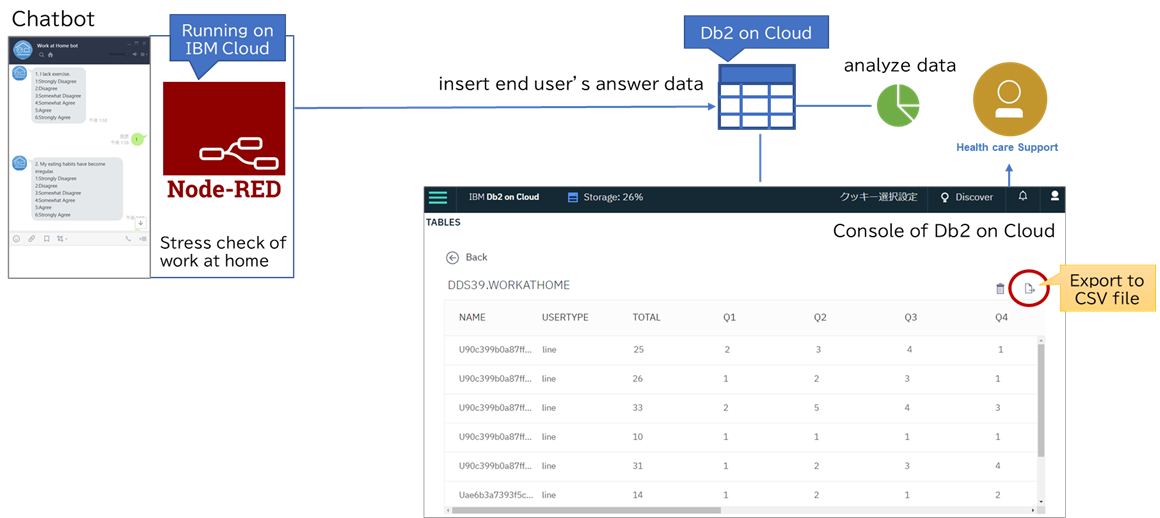 Chatbot
Work at Home bot
1. I lack exercise.
1:Strongly Disagree
2:Disagree
3:Somewhat Disagree
4:Somewhat Agree
5:Agree
6:Strongly Agree
1
2. My eating habits have become
irregular.
1:Strongly Disagree
2:Disagree
3:Somewhat Disagree
4:Somewhat Agree
5:Agree
6:Strongly Agree
Running on
IBM Cloud
Node-RED
Stress check of
work at home
insert end user's answer data
Db2 on Cloud
analyze data
Health care Support
IBM Db2 on Cloud
Storage: 26%
クッキー選択設定
Discover
TABLES
Console of Db2 on Cloud
Back
DDS39.WORKATHOME
Export to
CSV file
NAME USERTYPE TOTAL Q1 Q2 Q3 Q4
U90c399b0a87ff... line 25 2 3 4 1
U90c399b0a87ff... line 26 1 2 3 1
U90c399b0a87ff... line 33 2 5 4 3
U90c399b0a87ff... line 10 1 1 1 1
U90c399b0a87ff... line 31 1 2 3 4
Uae6b3a7393f5c... line 14 1 2 1 2